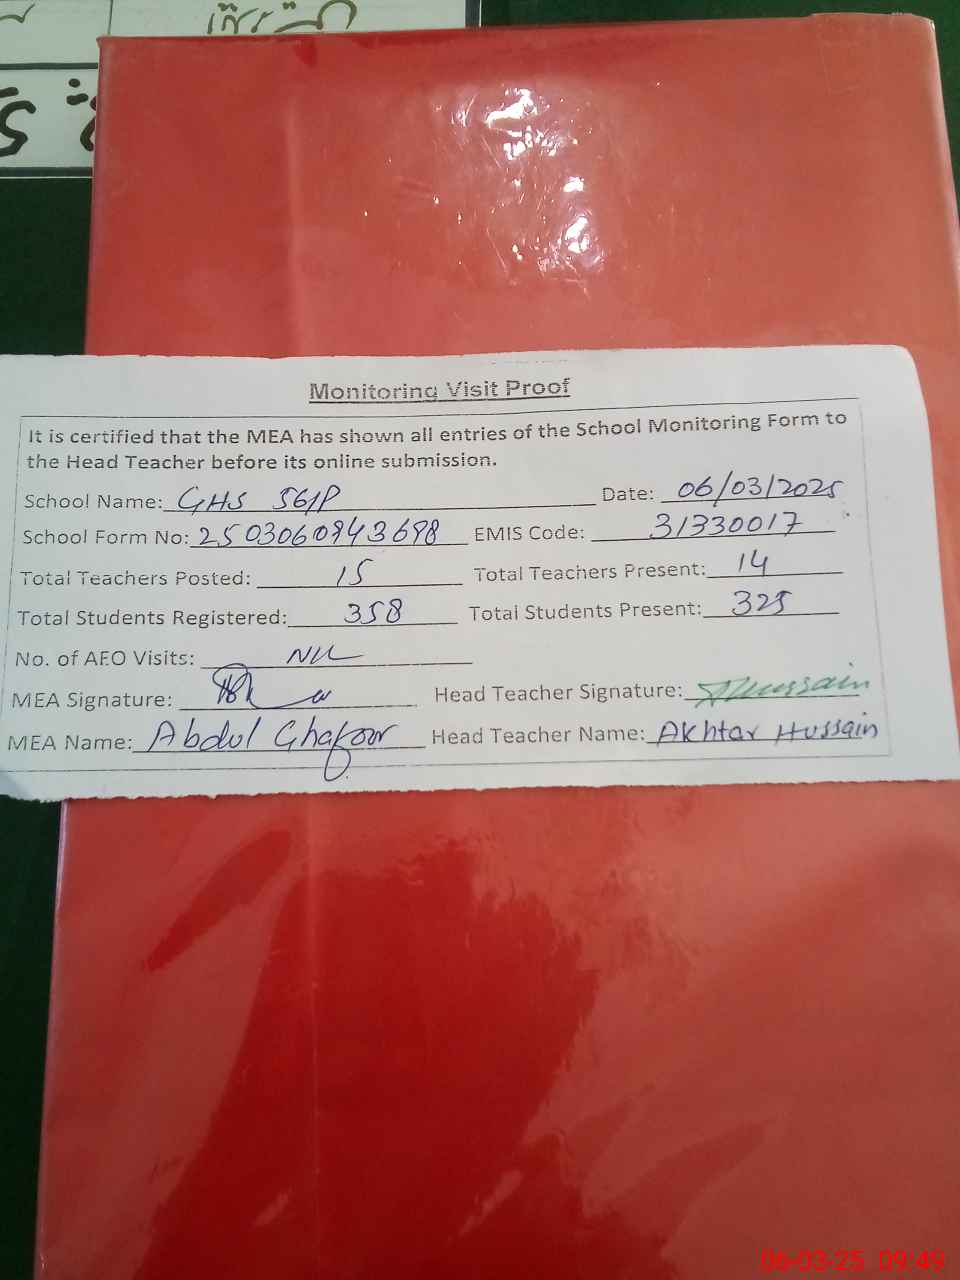 Monitoring Visit Proof
It is certified that the MEA has shown all entries of the School Monitoring Form to
the Head Teacher before its online submission.
School Name: GHS 56/P Date: 06/03/2025
School Form No: 2503060943698 EMIS Code: 31330017
Total Teachers Posted: 15 Total Teachers Present: 14
Total Students Registered: 358 Total Students Present: 325
No. of AEO Visits: NIL
MEA Signature: Head Teacher Signature: AHussain
MEA Name: Abdul Ghafoor Head Teacher Name: Akhtar Hussain
06-03-25 09:49